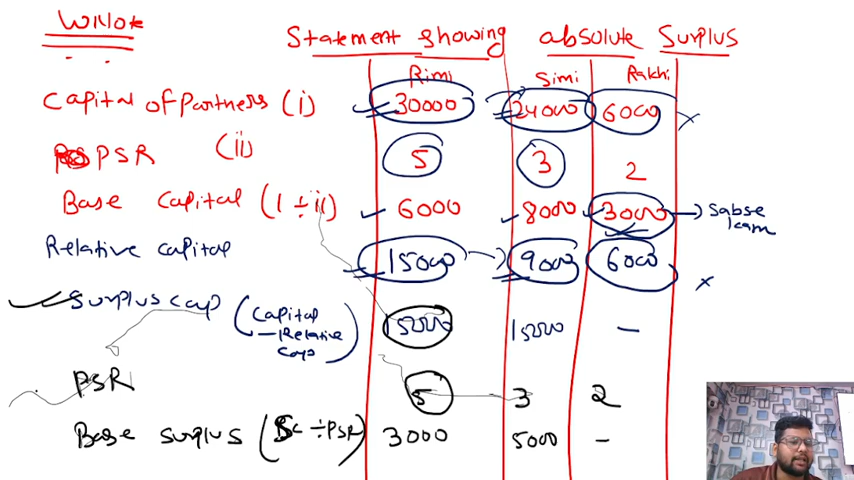 Statement showing absolute Surplus
Rimi Simi Rakhi
Capital of Partners (i) 30000 24000 6000 x
PSR (ii) 5 3 2
Base Capital (1 ÷ ii) 6000 8000 3000 → Sabse kam
Relative capital 15000 9000 6000 x
Surplus cap (Capital - Relative cap) 15000 15000 -
PSR 5 3 2
Base surplus (Sc ÷ PSR) 3000 5000 -